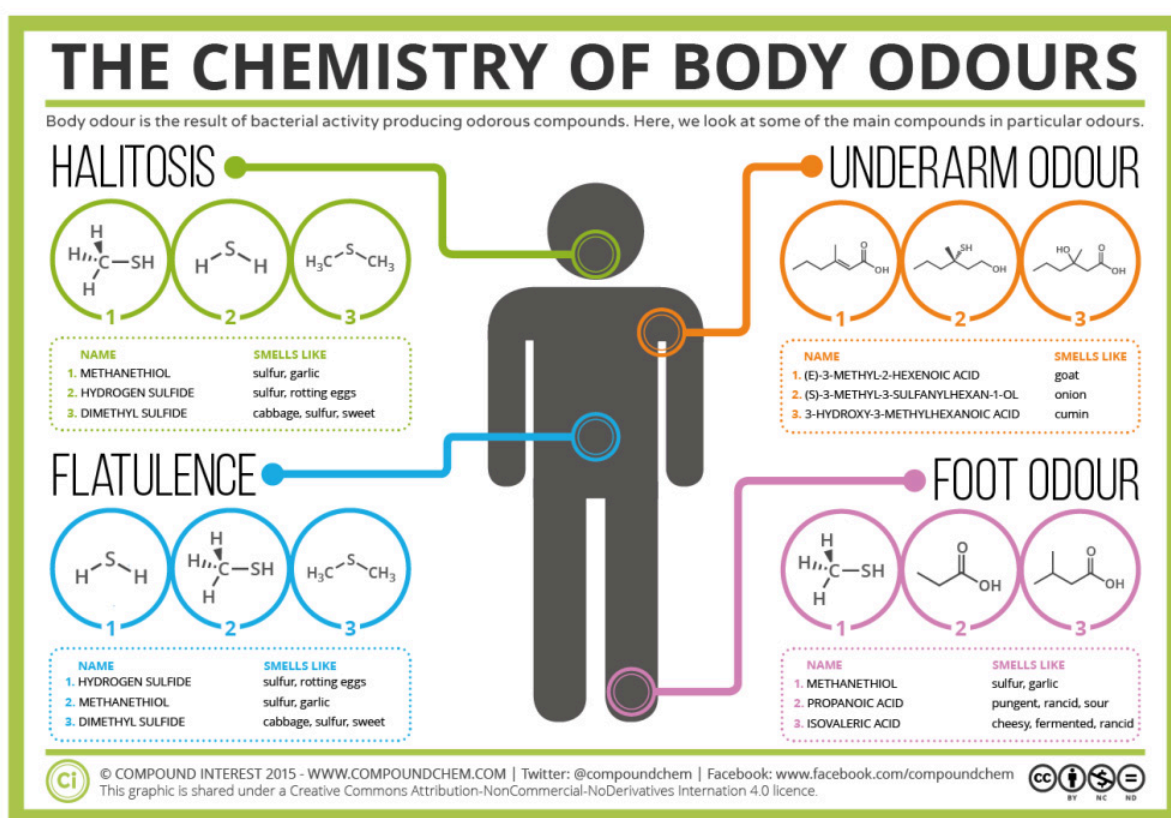 THE CHEMISTRY OF BODY ODOURS
Body odour is the result of bacterial activity producing odorous compounds. Here, we look at some of the main compounds in particular odours.
HALITOSIS
H
H
C
SH
H
1
S
H
H
2
S
H₃C
CH₃
3
NAME SMELLS LIKE
1. METHANETHIOL sulfur, garlic
2. HYDROGEN SULFIDE sulfur, rotting eggs
3. DIMETHYL SULFIDE cabbage, sulfur, sweet
UNDERARM ODOUR
O
OH
1
SH
OH
2
HO
O
OH
3
NAME SMELLS LIKE
1. (E)-3-METHYL-2-HEXENOIC ACID goat
2. (S)-3-METHYL-3-SULFANYLHEXAN-1-OL onion
3. 3-HYDROXY-3-METHYLHEXANOIC ACID cumin
FLATULENCE
S
H
H
1
H
H
C
SH
H
2
S
H₃C
CH₃
3
NAME SMELLS LIKE
1. HYDROGEN SULFIDE sulfur, rotting eggs
2. METHANETHIOL sulfur, garlic
3. DIMETHYL SULFIDE cabbage, sulfur, sweet
FOOT ODOUR
H
H
C
SH
H
1
O
OH
2
O
OH
3
NAME SMELLS LIKE
1. METHANETHIOL sulfur, garlic
2. PROPANOIC ACID pungent, rancid, sour
3. ISOVALERIC ACID cheesy, fermented, rancid
Ci
© COMPOUND INTEREST 2015 - WWW.COMPOUNDCHEM.COM | Twitter: @compoundchem | Facebook: www.facebook.com/compoundchem
This graphic is shared under a Creative Commons Attribution-NonCommercial-NoDerivatives Internation 4.0 licence.
cc
BY NC ND